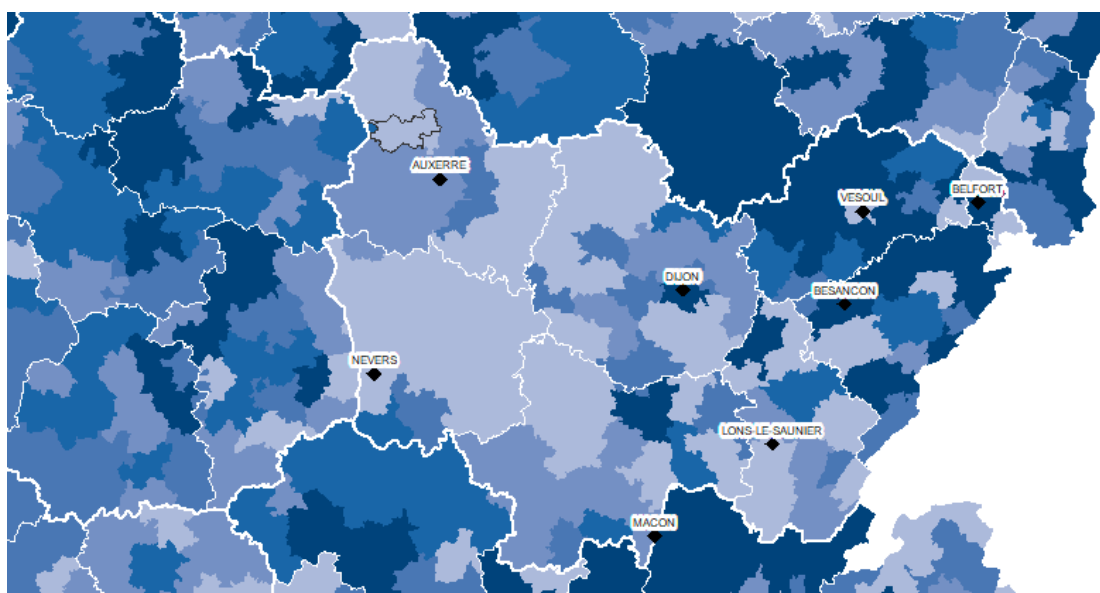 AUXERRE
BELFORT
VESOUL
DIJON
BESANCON
NEVERS
LONS-LE-SAUNIER
MACON